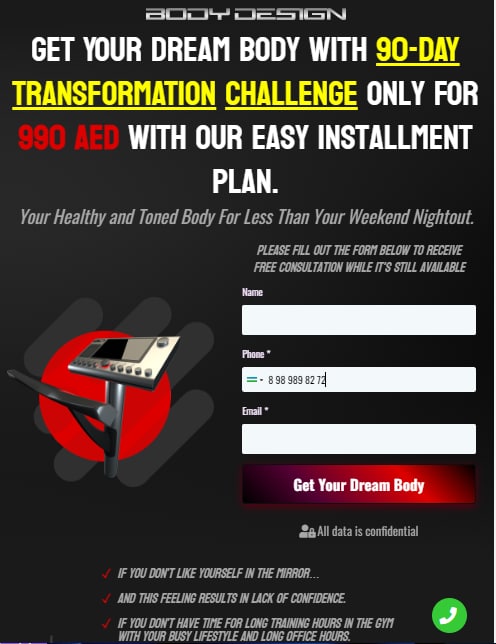 BODY DESIGN
GET YOUR DREAM BODY WITH 90-DAY
TRANSFORMATION CHALLENGE ONLY FOR
990 AED WITH OUR EASY INSTALLMENT
PLAN.
Your Healthy and Toned Body For Less Than Your Weekend Nightout.
PLEASE FILL OUT THE FORM BELOW TO RECEIVE
FREE CONSULTATION WHILE IT'S STILL AVAILABLE
Name
Phone *
8 98 989 82 72
Email *
Get Your Dream Body
All data is confidential
IF YOU DON'T LIKE YOURSELF IN THE MIRROR...
AND THIS FEELING RESULTS IN LACK OF CONFIDENCE.
IF YOU DON'T HAVE TIME FOR LONG TRAINING HOURS IN THE GYM
WITH YOUR BUSY LIFESTYLE AND LONG OFFICE HOURS.